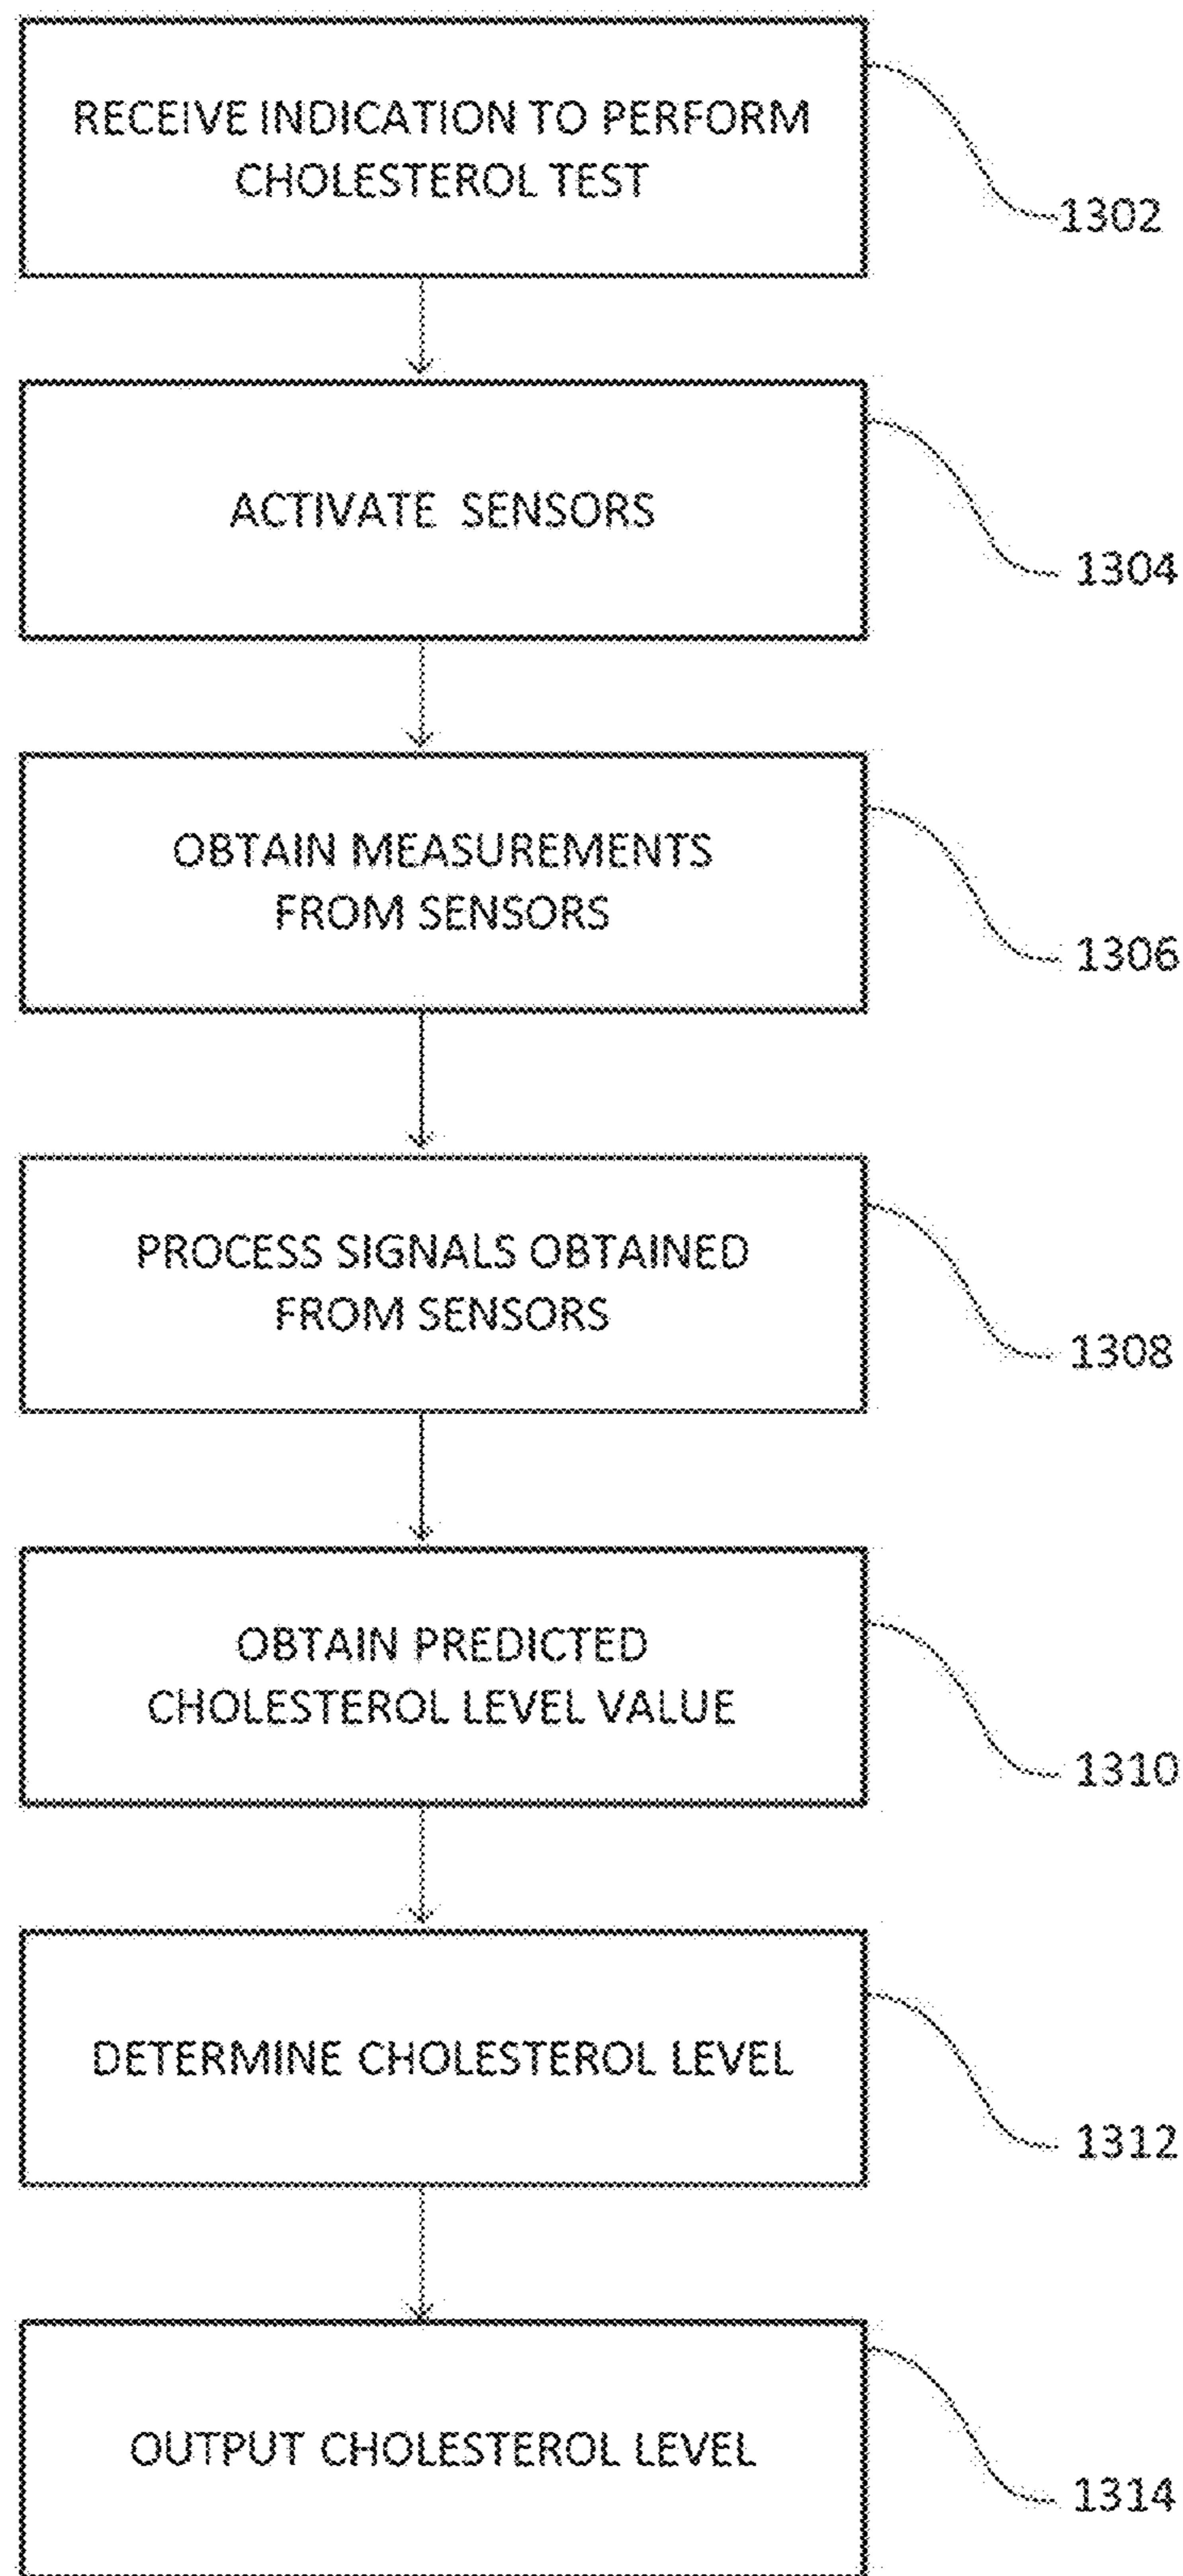 RECEIVE INDICATION TO PERFORM
CHOLESTEROL TEST
1302
ACTIVATE SENSORS
1304
OBTAIN MEASUREMENTS
FROM SENSORS
1306
PROCESS SIGNALS OBTAINED
FROM SENSORS
1308
OBTAIN PREDICTED
CHOLESTEROL LEVEL VALUE
1310
DETERMINE CHOLESTEROL LEVEL
1312
OUTPUT CHOLESTEROL LEVEL
1314